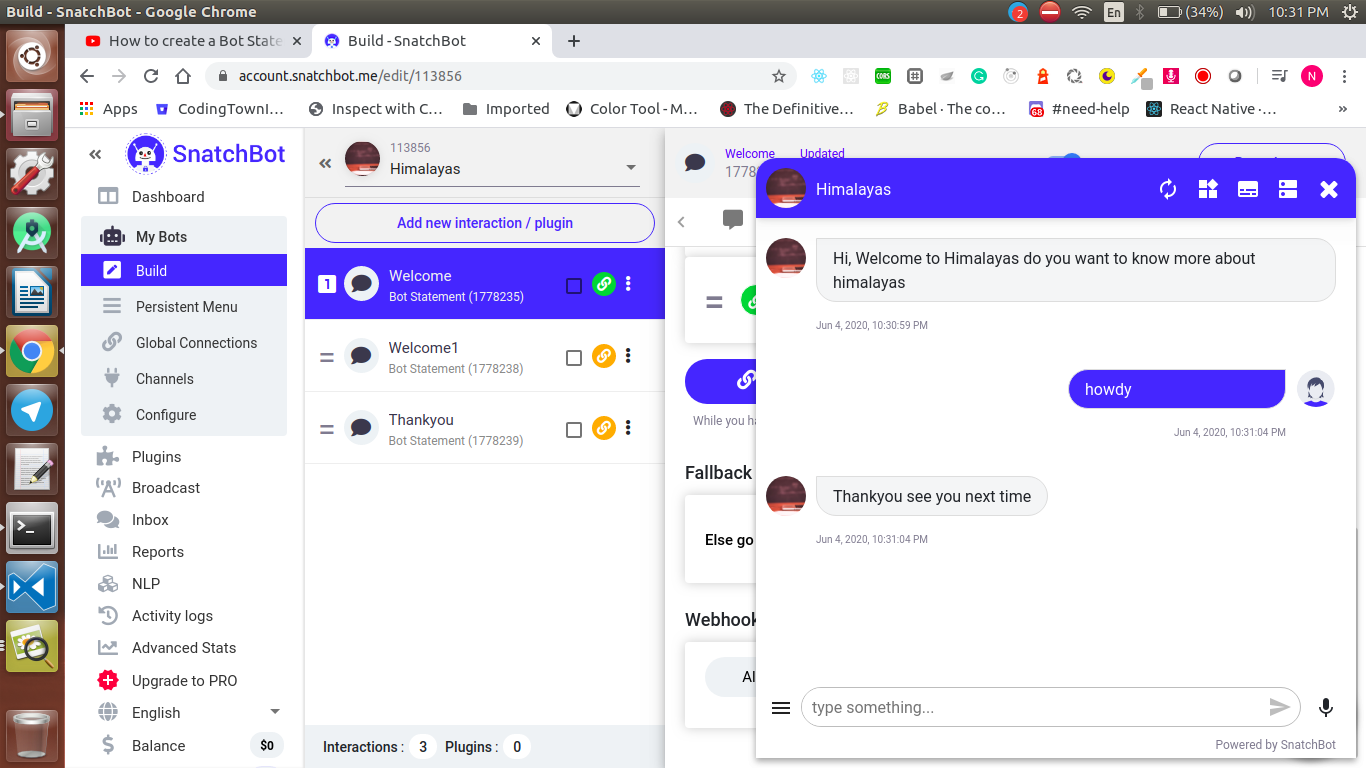 Build - SnatchBot - Google Chrome
2
En
(34%)
10:31 PM
How to create a Bot State
Build - SnatchBot
account.snatchbot.me/edit/113856
CORS
N
Apps
CodingTownI...
Inspect with C...
Imported
Color Tool - M...
The Definitive...
Babel · The co...
68
#need-help
React Native ·...
»
SnatchBot
Dashboard
My Bots
Build
Persistent Menu
Global Connections
Channels
Configure
Plugins
Broadcast
Inbox
Reports
NLP
Activity logs
Advanced Stats
Upgrade to PRO
English
Balance
$0
113856
Himalayas
Add new interaction / plugin
1
Welcome
Bot Statement (1778235)
Welcome1
Bot Statement (1778238)
Thankyou
Bot Statement (1778239)
Interactions : 3 Plugins : 0
Welcome
Updated
1778
While you ha
Fallback
Else go
Webhook
Al
Himalayas
Hi, Welcome to Himalayas do you want to know more about
himalayas
Jun 4, 2020, 10:30:59 PM
howdy
Jun 4, 2020, 10:31:04 PM
Thankyou see you next time
Jun 4, 2020, 10:31:04 PM
type something...
Powered by SnatchBot